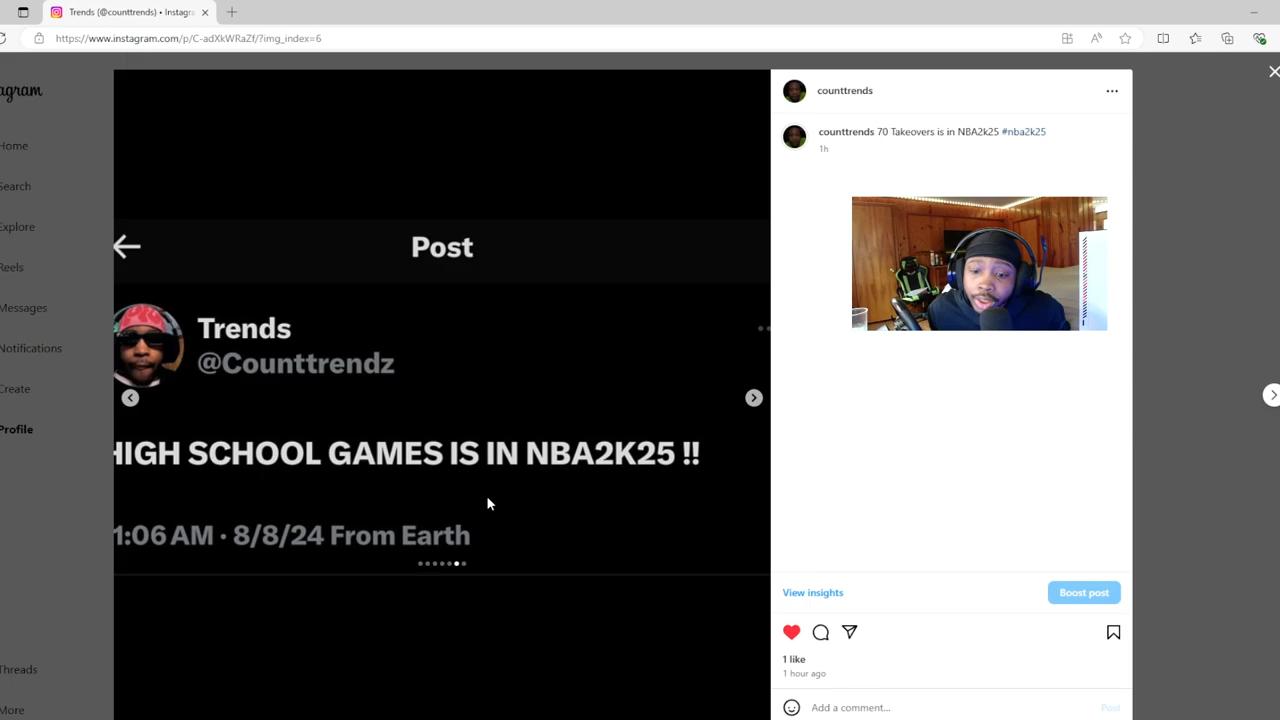 Trends (@counttrends) • Instagra
https://www.instagram.com/p/C-adXkWRaZf/?img_index=6
agram
Home
Search
Explore
Reels
Messages
Notifications
Create
Profile
Threads
More
Post
Trends
@Counttrendz
HIGH SCHOOL GAMES IS IN NBA2K25 !!
1:06 AM · 8/8/24 From Earth
counttrends
counttrends 70 Takeovers is in NBA2k25 #nba2k25
1h
View insights
Boost post
1 like
1 hour ago
Add a comment...
Post